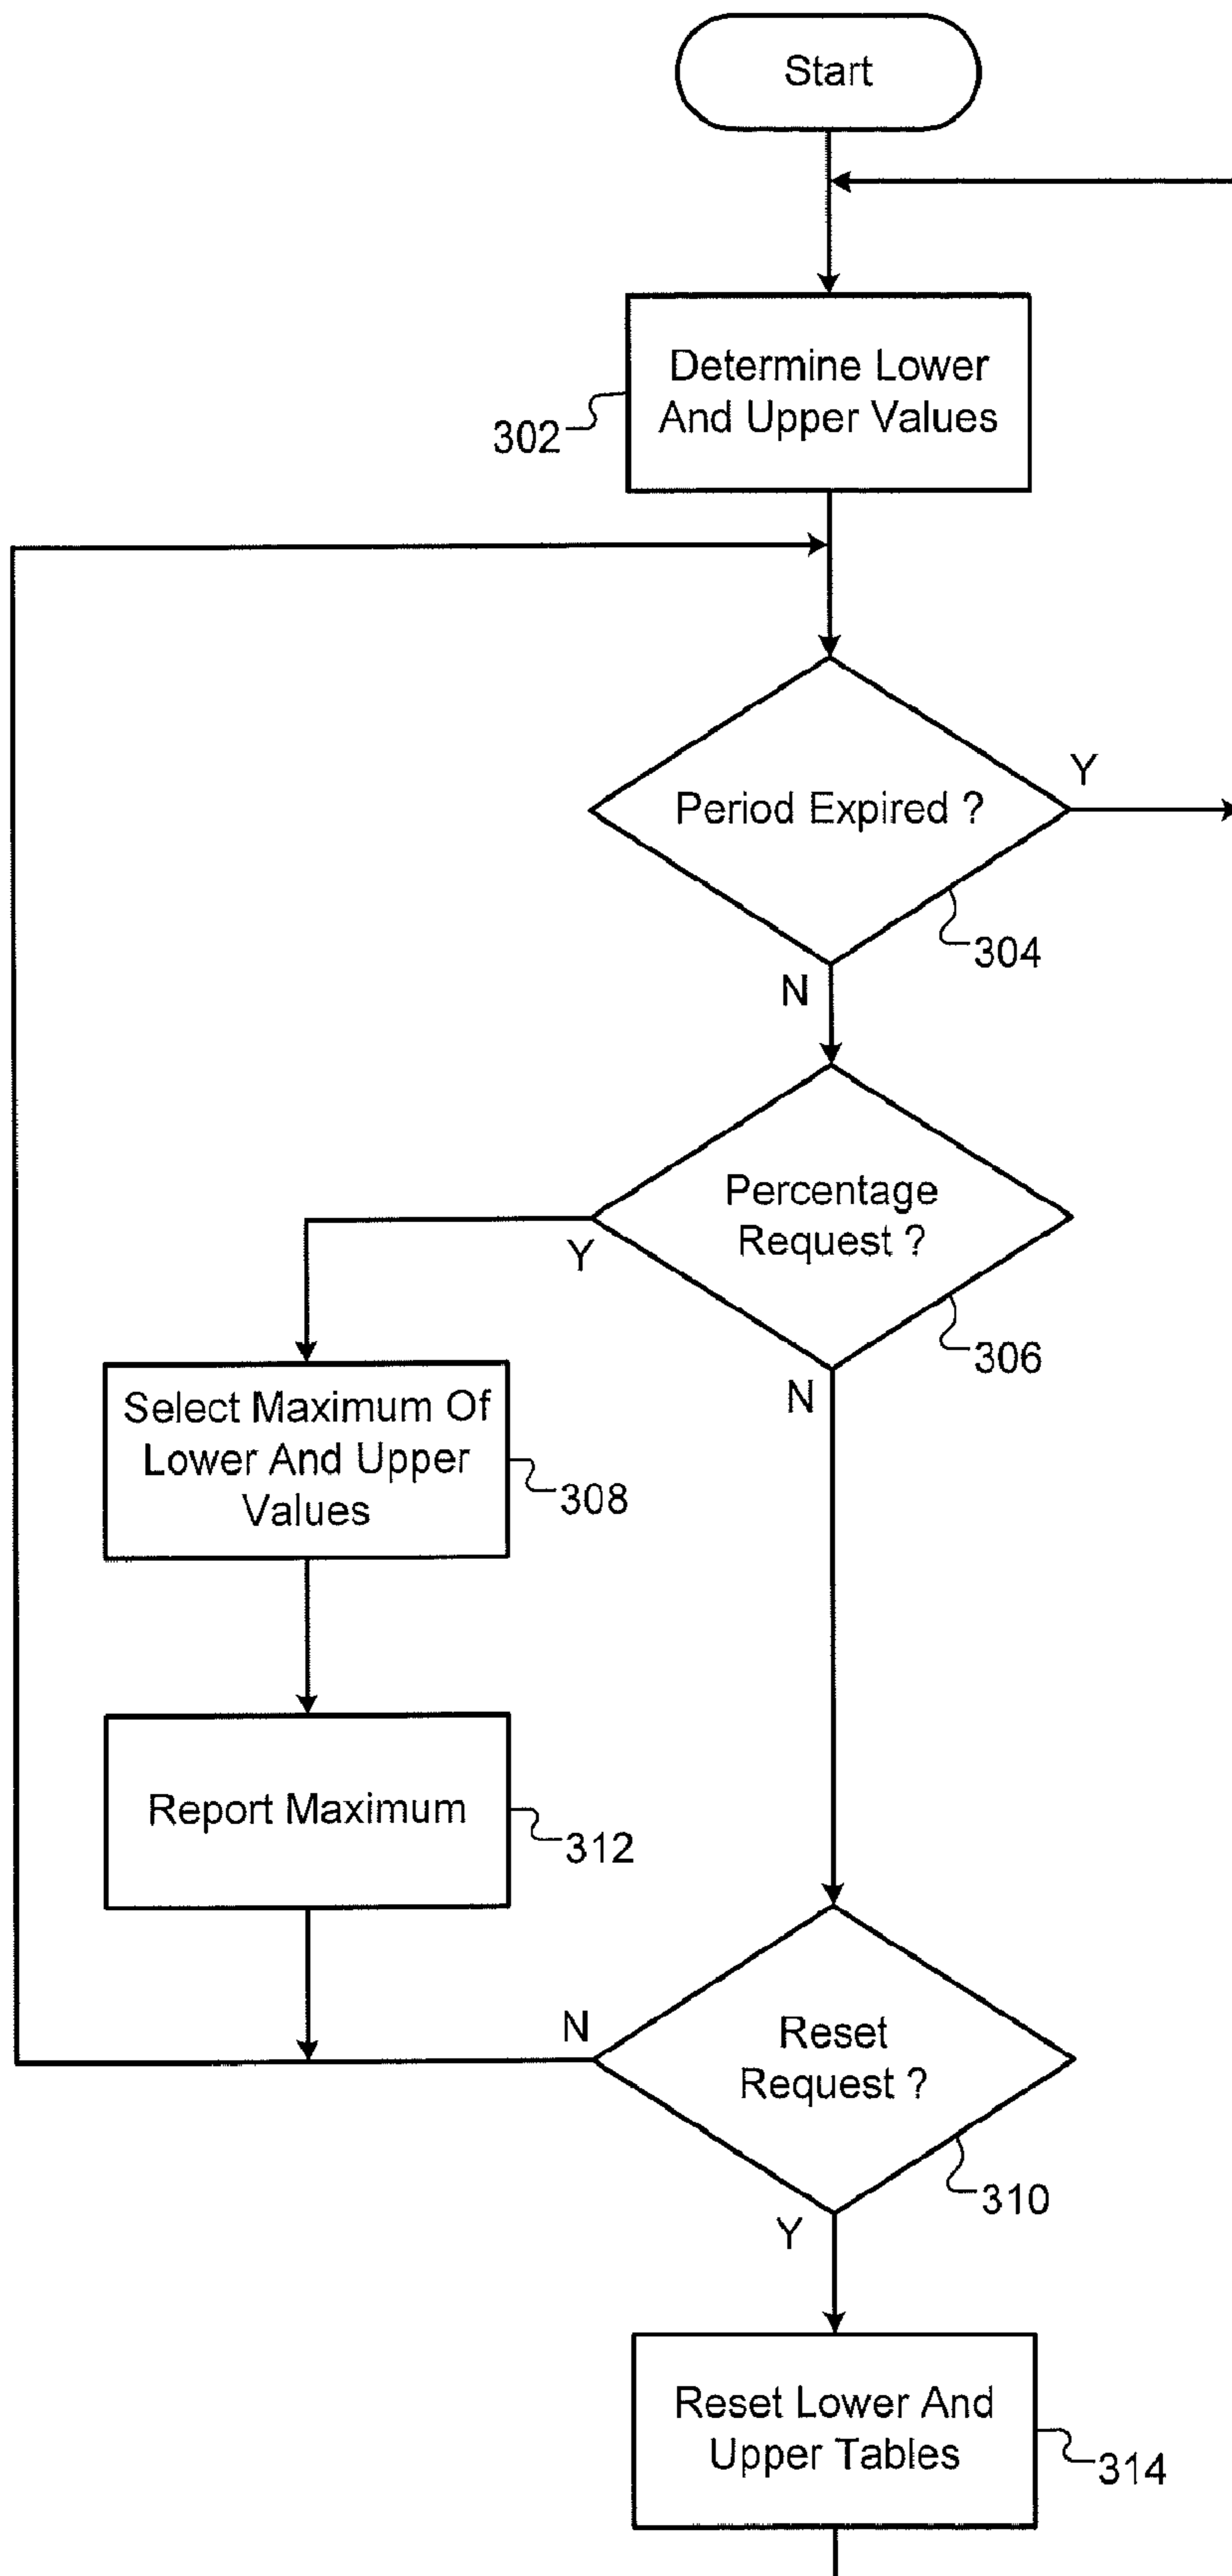 Start
Determine Lower
And Upper Values
302
Period Expired ?
Y
304
N
Percentage
Request ?
Y
306
N
Select Maximum Of
Lower And Upper
Values
308
Report Maximum
312
N
Reset
Request ?
310
Y
Reset Lower And
Upper Tables
314